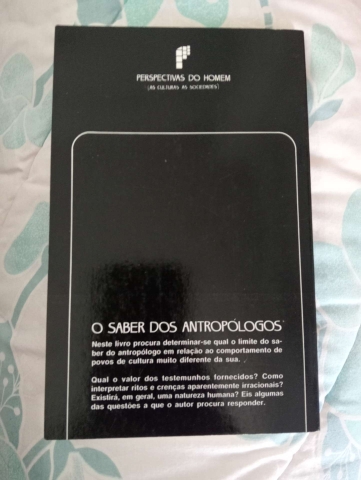 PERSPECTIVAS DO HOMEM
(AS CULTURAS AS SOCIEDADES)
O SABER DOS ANTROPÓLOGOS
Neste livro procura determinar-se qual o limite do sa-
ber do antropólogo em relação ao comportamento de
povos de cultura muito diferente da sua.
Qual o valor dos testemunhos fornecidos? Como
interpretar ritos e crenças aparentemente irracionais?
Existirá, em geral, uma natureza humana? Eis algumas
das questões a que o autor procura responder.